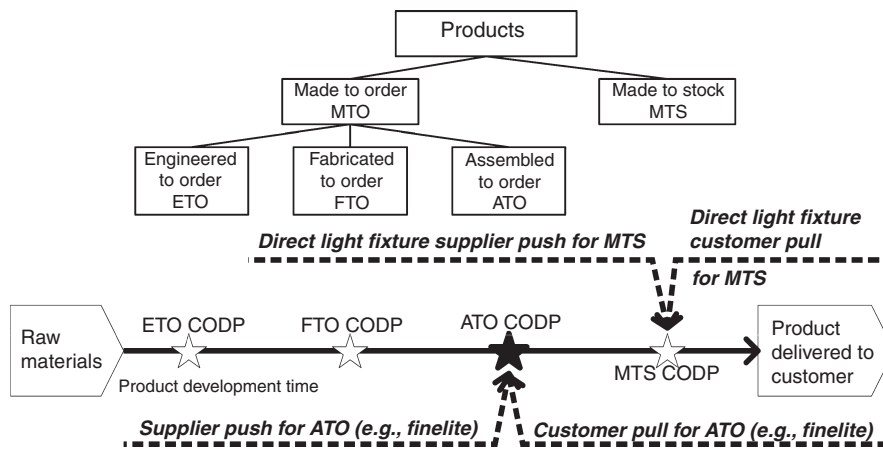 Products
Made to order
MTO
Made to stock
MTS
Engineered
to order
ETO
Fabricated
to order
FTO
Assembled
to order
ATO
Direct light fixture supplier push for MTS
Direct light fixture
customer pull
for MTS
Raw
materials
ETO CODP
FTO CODP
ATO CODP
MTS CODP
Product
delivered to
customer
Product development time
Supplier push for ATO (e.g., finelite)
Customer pull for ATO (e.g., finelite)